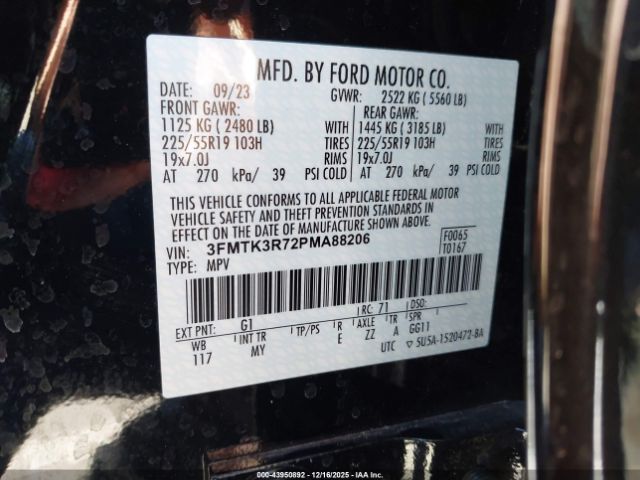 MFD. BY FORD MOTOR CO.
DATE: 09/23 GVWR: 2522 KG ( 5560 LB)
FRONT GAWR: REAR GAWR:
1125 KG ( 2480 LB) WITH 1445 KG ( 3185 LB) WITH
225/55R19 103H TIRES 225/55R19 103H TIRES
19x7.0J RIMS 19x7.0J RIMS
AT 270 kPa/ 39 PSI COLD AT 270 kPa/ 39 PSI COLD
THIS VEHICLE CONFORMS TO ALL APPLICABLE FEDERAL MOTOR
VEHICLE SAFETY AND THEFT PREVENTION STANDARDS IN
EFFECT ON THE DATE OF MANUFACTURE SHOWN ABOVE.
VIN: 3FMTK3R72PMA88206 F0065
TYPE: MPV T0167
EXT PNT: G1 RC: 71 DSO:
WB INT TR TP/PS R AXLE TR SPR
117 MY E ZZ A GG11
UTC ▽ 5U5A-1520472-BA
000-43950892 - 12/16/2025 - IAAI.com